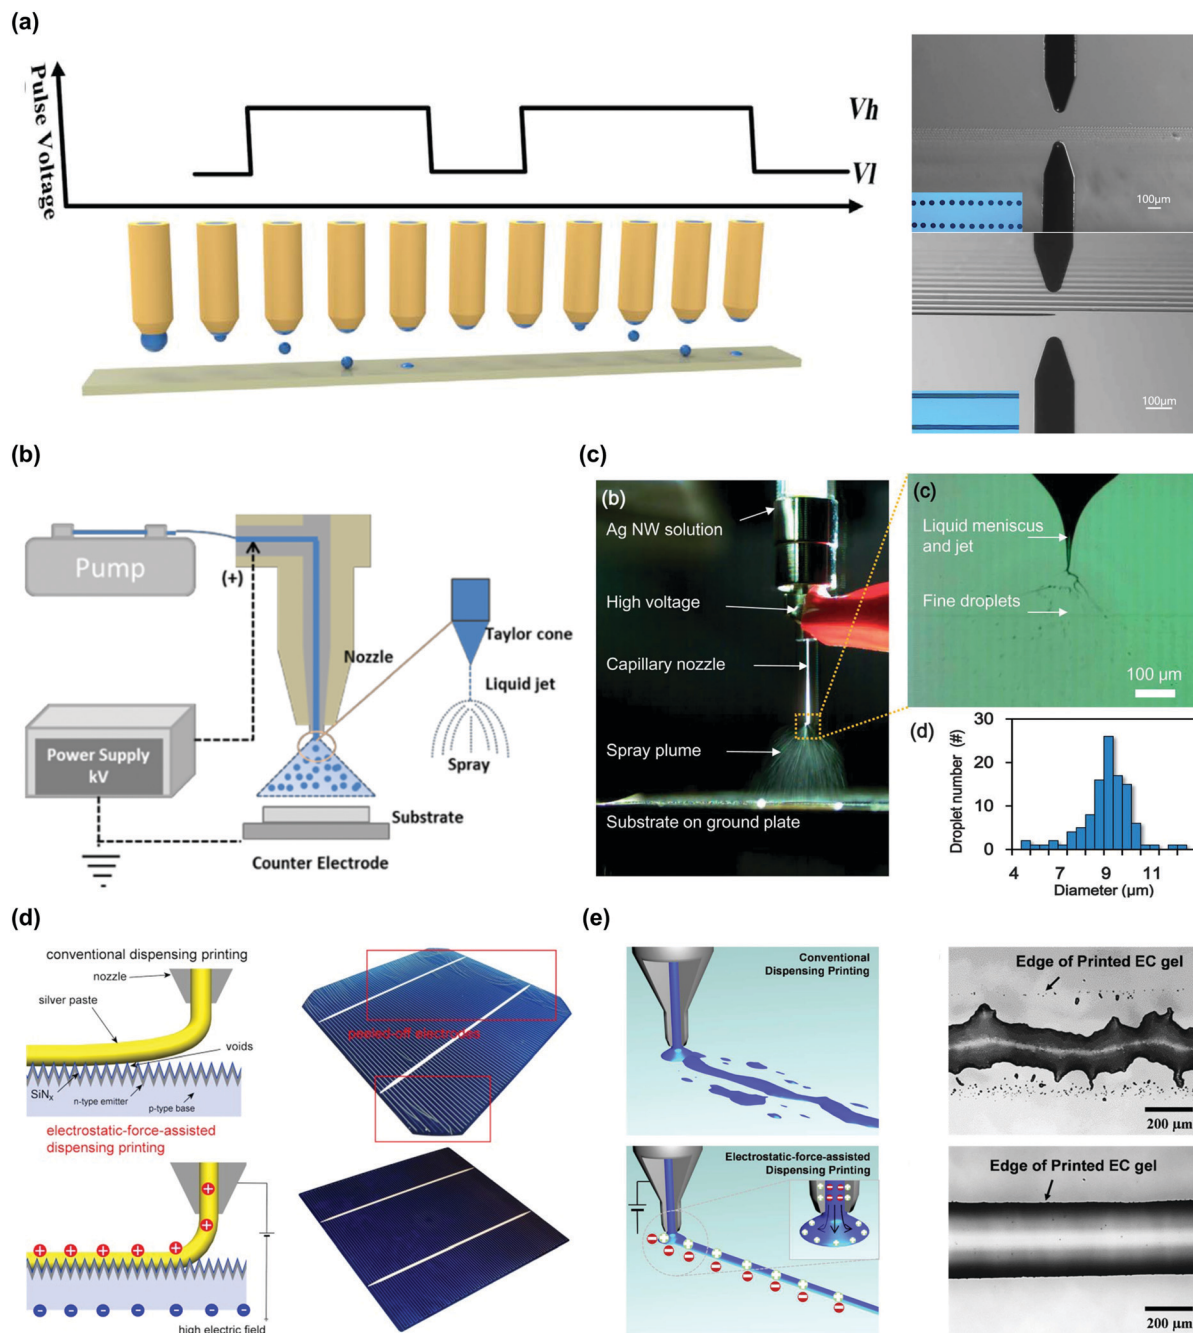 (a)
Pulse Voltage
Vh
Vl
100μm
100μm
(b)
Pump
(+)
Nozzle
Taylor cone
Liquid jet
Spray
Power Supply
kV
Substrate
Counter Electrode
(c)
(b)
Ag NW solution
High voltage
Capillary nozzle
Spray plume
Substrate on ground plate
(c)
Liquid meniscus
and jet
Fine droplets
100 μm
(d)
Droplet number (#)
30
20
10
0
4
6
7
9
11
Diameter (μm)
(d)
conventional dispensing printing
nozzle
silver paste
voids
SiNx
n-type emitter
p-type base
peeled-off electrodes
electrostatic-force-assisted
dispensing printing
high electric field
(e)
Conventional
Dispensing Printing
Edge of Printed EC gel
200 μm
Electrostatic-force-assisted
Dispensing Printing
Edge of Printed EC gel
200 μm